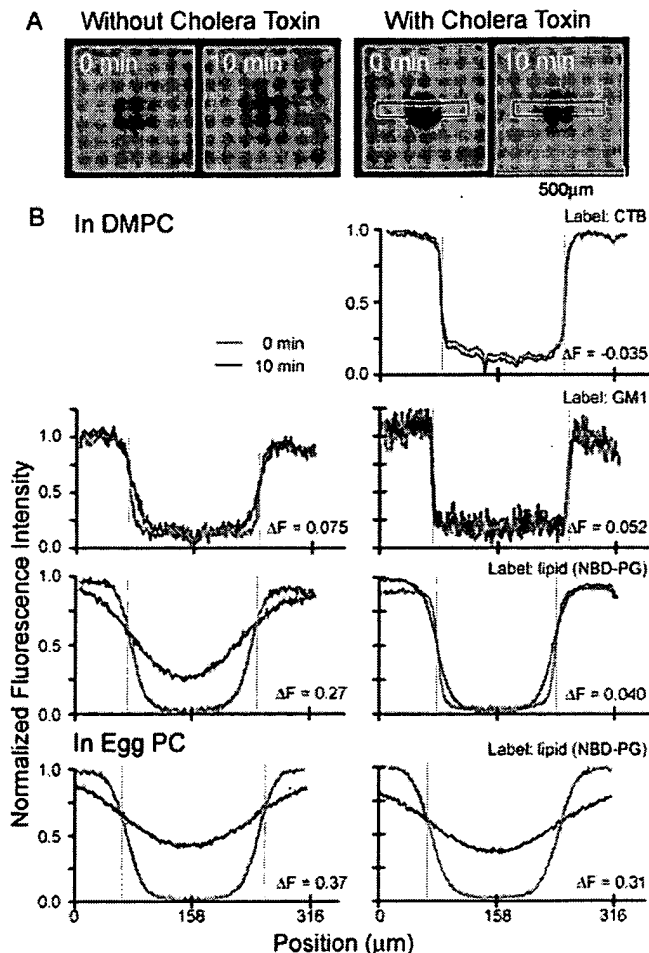 A Without Cholera Toxin With Cholera Toxin
0 min 10 min 0 min 10 min
500µm
B In DMPC
Label: CTB
1.0
0.5
0.0
0 min
10 min
ΔF = -0.035
Label: GM1
1.0
0.5
0.0
ΔF = 0.075
ΔF = 0.052
Label: lipid (NBD-PG)
1.0
0.5
0.0
ΔF = 0.27
ΔF = 0.040
In Egg PC
Label: lipid (NBD-PG)
1.0
0.5
0.0
ΔF = 0.37
ΔF = 0.31
0 158 316
0 158 316
Normalized Fluorescence Intensity
Position (µm)